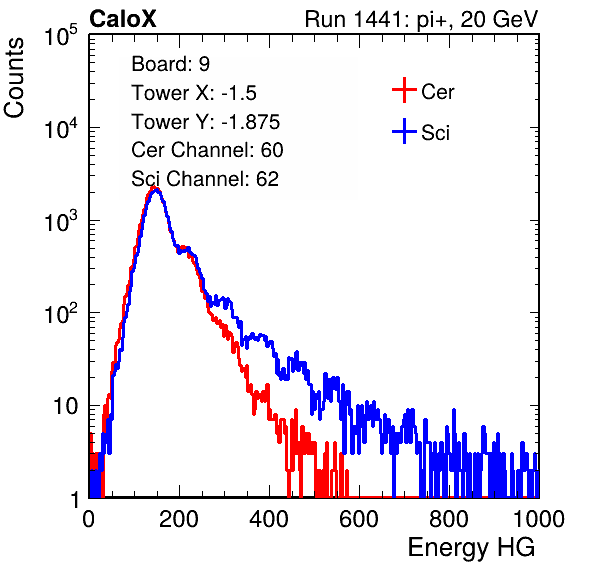 CaloX Run 1441: pi+, 20 GeV
Counts
10^5
10^4
10^3
10^2
10
1
Board: 9
Tower X: -1.5
Tower Y: -1.875
Cer Channel: 60
Sci Channel: 62
Cer
Sci
0 200 400 600 800 1000
Energy HG